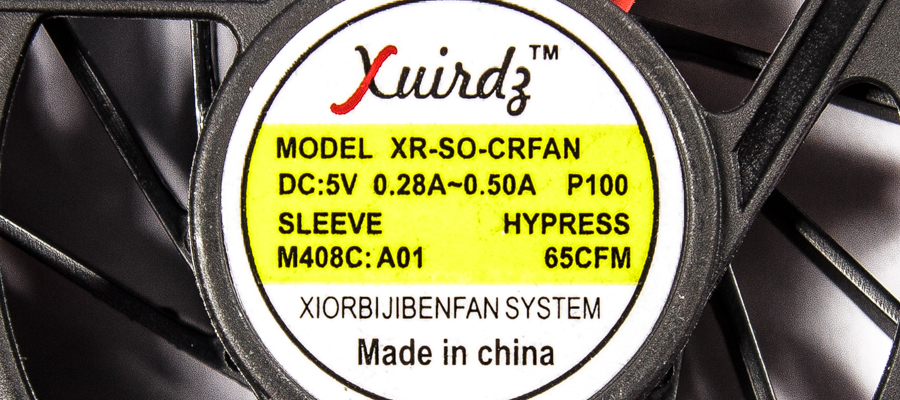 Xuirdz™
MODEL XR-SO-CRFAN
DC:5V 0.28A~0.50A P100
SLEEVE HYPRESS
M408C:A01 65CFM
XIORBIJIBENFAN SYSTEM
Made in china